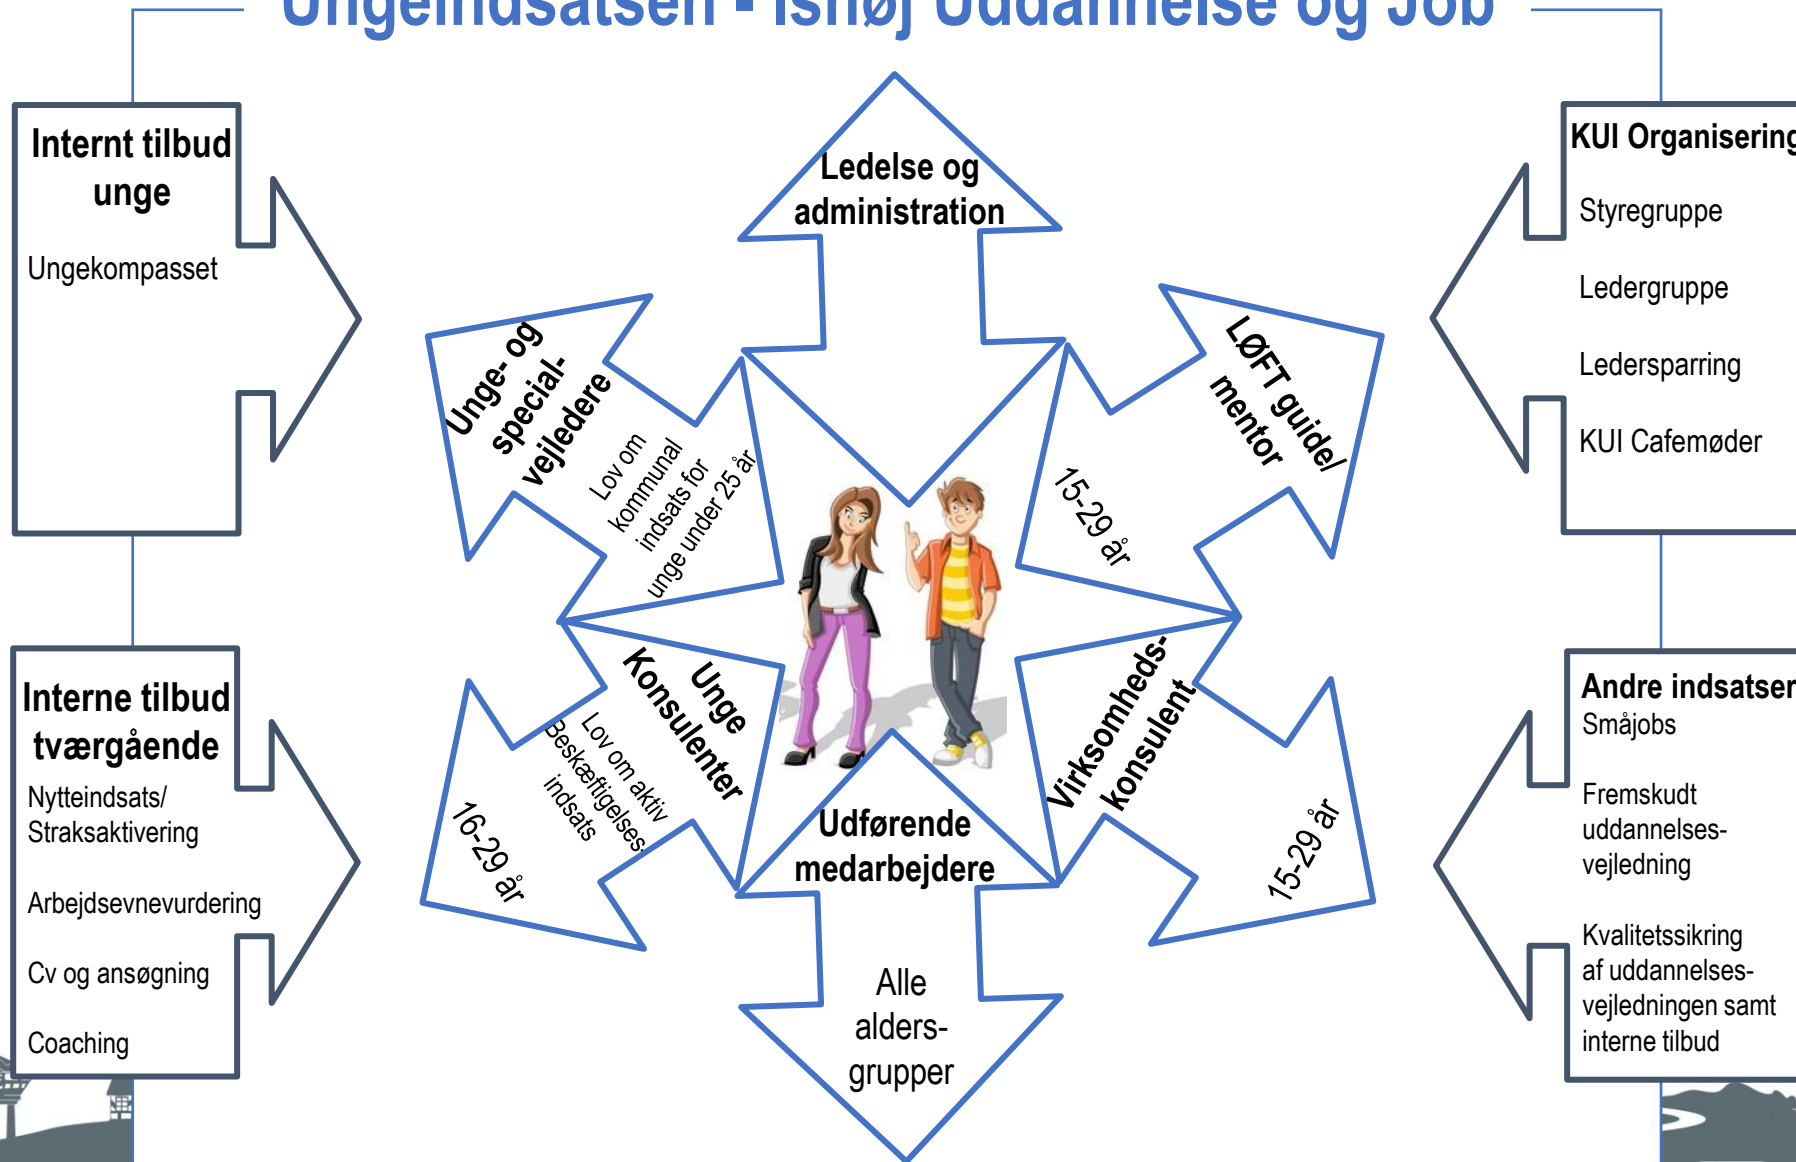 Ungeindsatsen - Ishøj Uddannelse og Job
Internt tilbud
unge
Ungekompasset
Interne tilbud
tværgående
Nytteindsats/
Straksaktivering
Arbejdsevnevurdering
Cv og ansøgning
Coaching
Ledelse og
administration
Unge- og
special-
vejledere
Lov om
kommunal
indsats for
unge under 25 år
LØFT guide/
mentor
15-29 år
Unge
Konsulenter
Lov om aktiv
Beskæftigelses-
indsats
16-29 år
Virksomheds-
konsulent
15-29 år
Udførende
medarbejdere
Alle
alders-
grupper
KUI Organisering
Styregruppe
Ledergruppe
Ledersparring
KUI Cafemøder
Andre indsatser
Småjobs
Fremskudt
uddannelses-
vejledning
Kvalitetssikring
af uddannelses-
vejledningen samt
interne tilbud